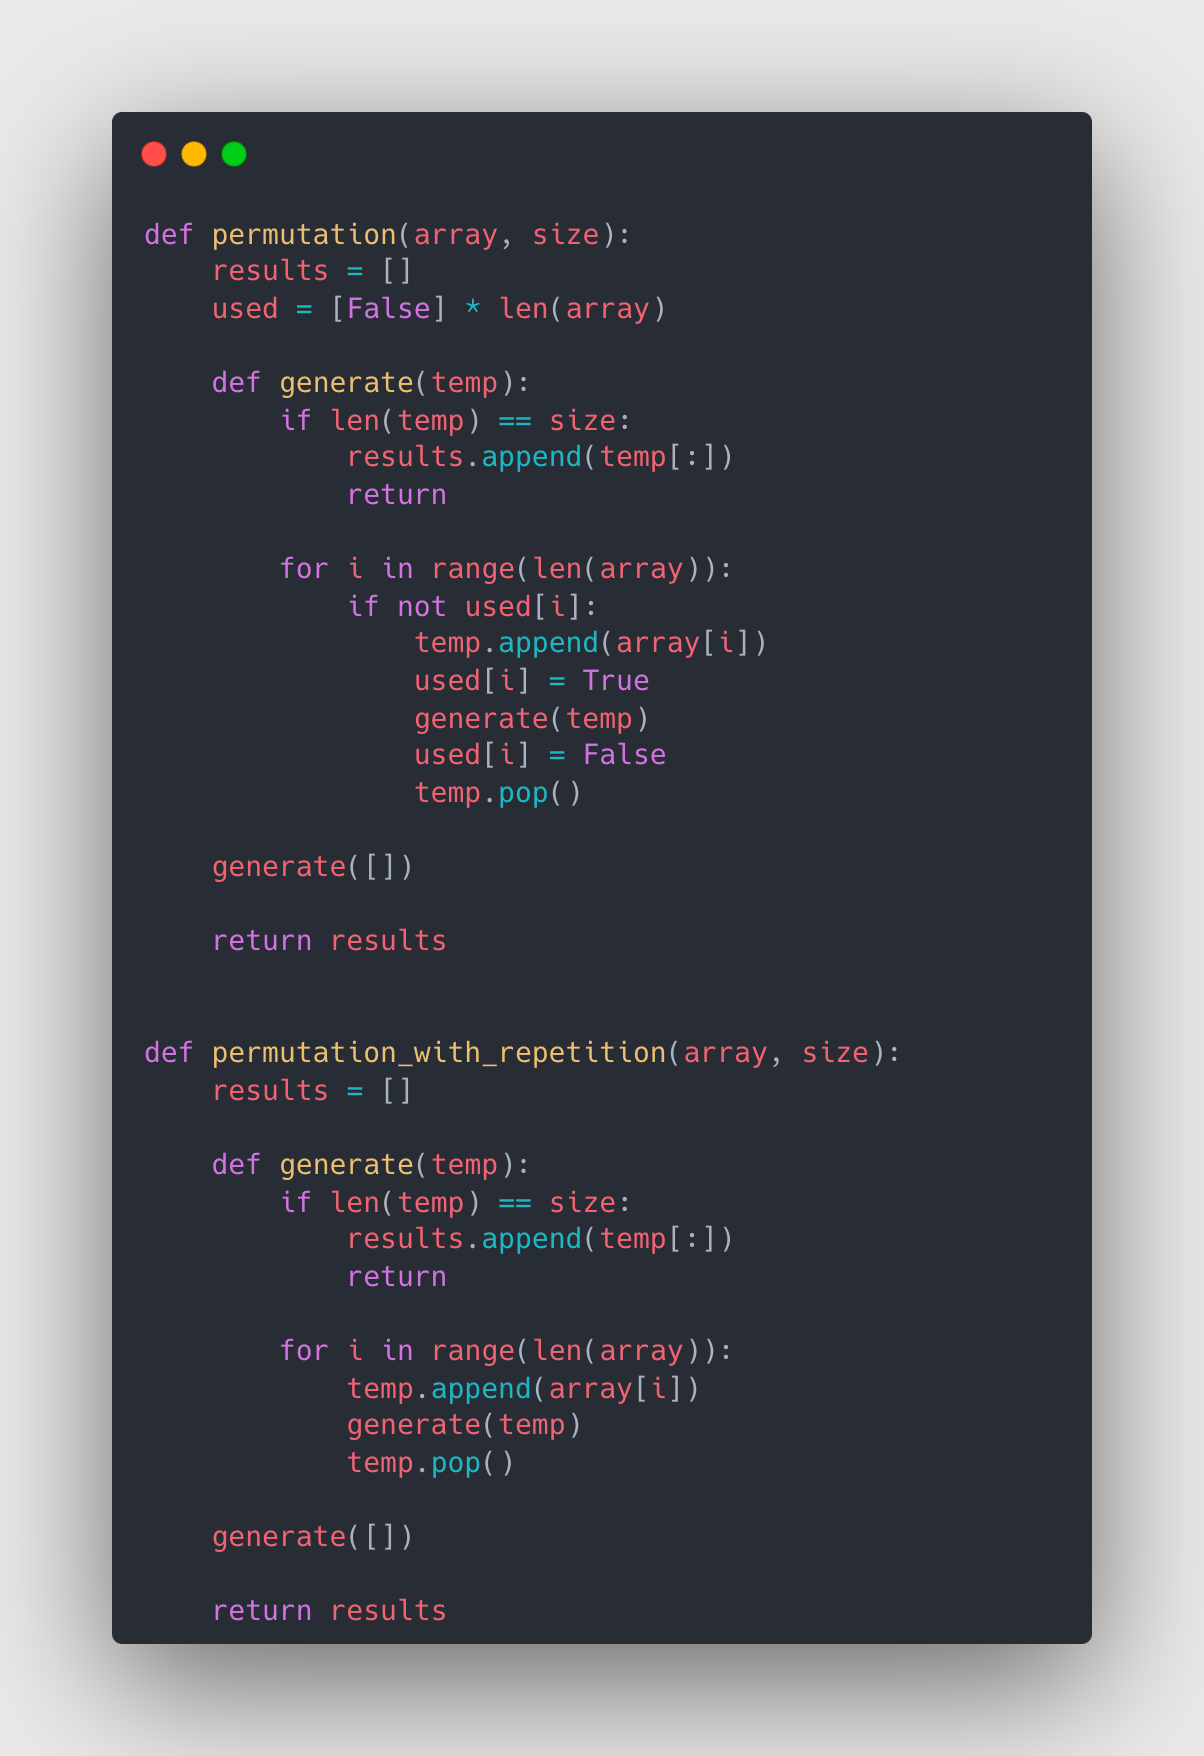 def permutation(array, size):
    results = []
    used = [False] * len(array)

    def generate(temp):
        if len(temp) == size:
            results.append(temp[:])
            return

        for i in range(len(array)):
            if not used[i]:
                temp.append(array[i])
                used[i] = True
                generate(temp)
                used[i] = False
                temp.pop()

    generate([])

    return results


def permutation_with_repetition(array, size):
    results = []

    def generate(temp):
        if len(temp) == size:
            results.append(temp[:])
            return

        for i in range(len(array)):
            temp.append(array[i])
            generate(temp)
            temp.pop()

    generate([])

    return results